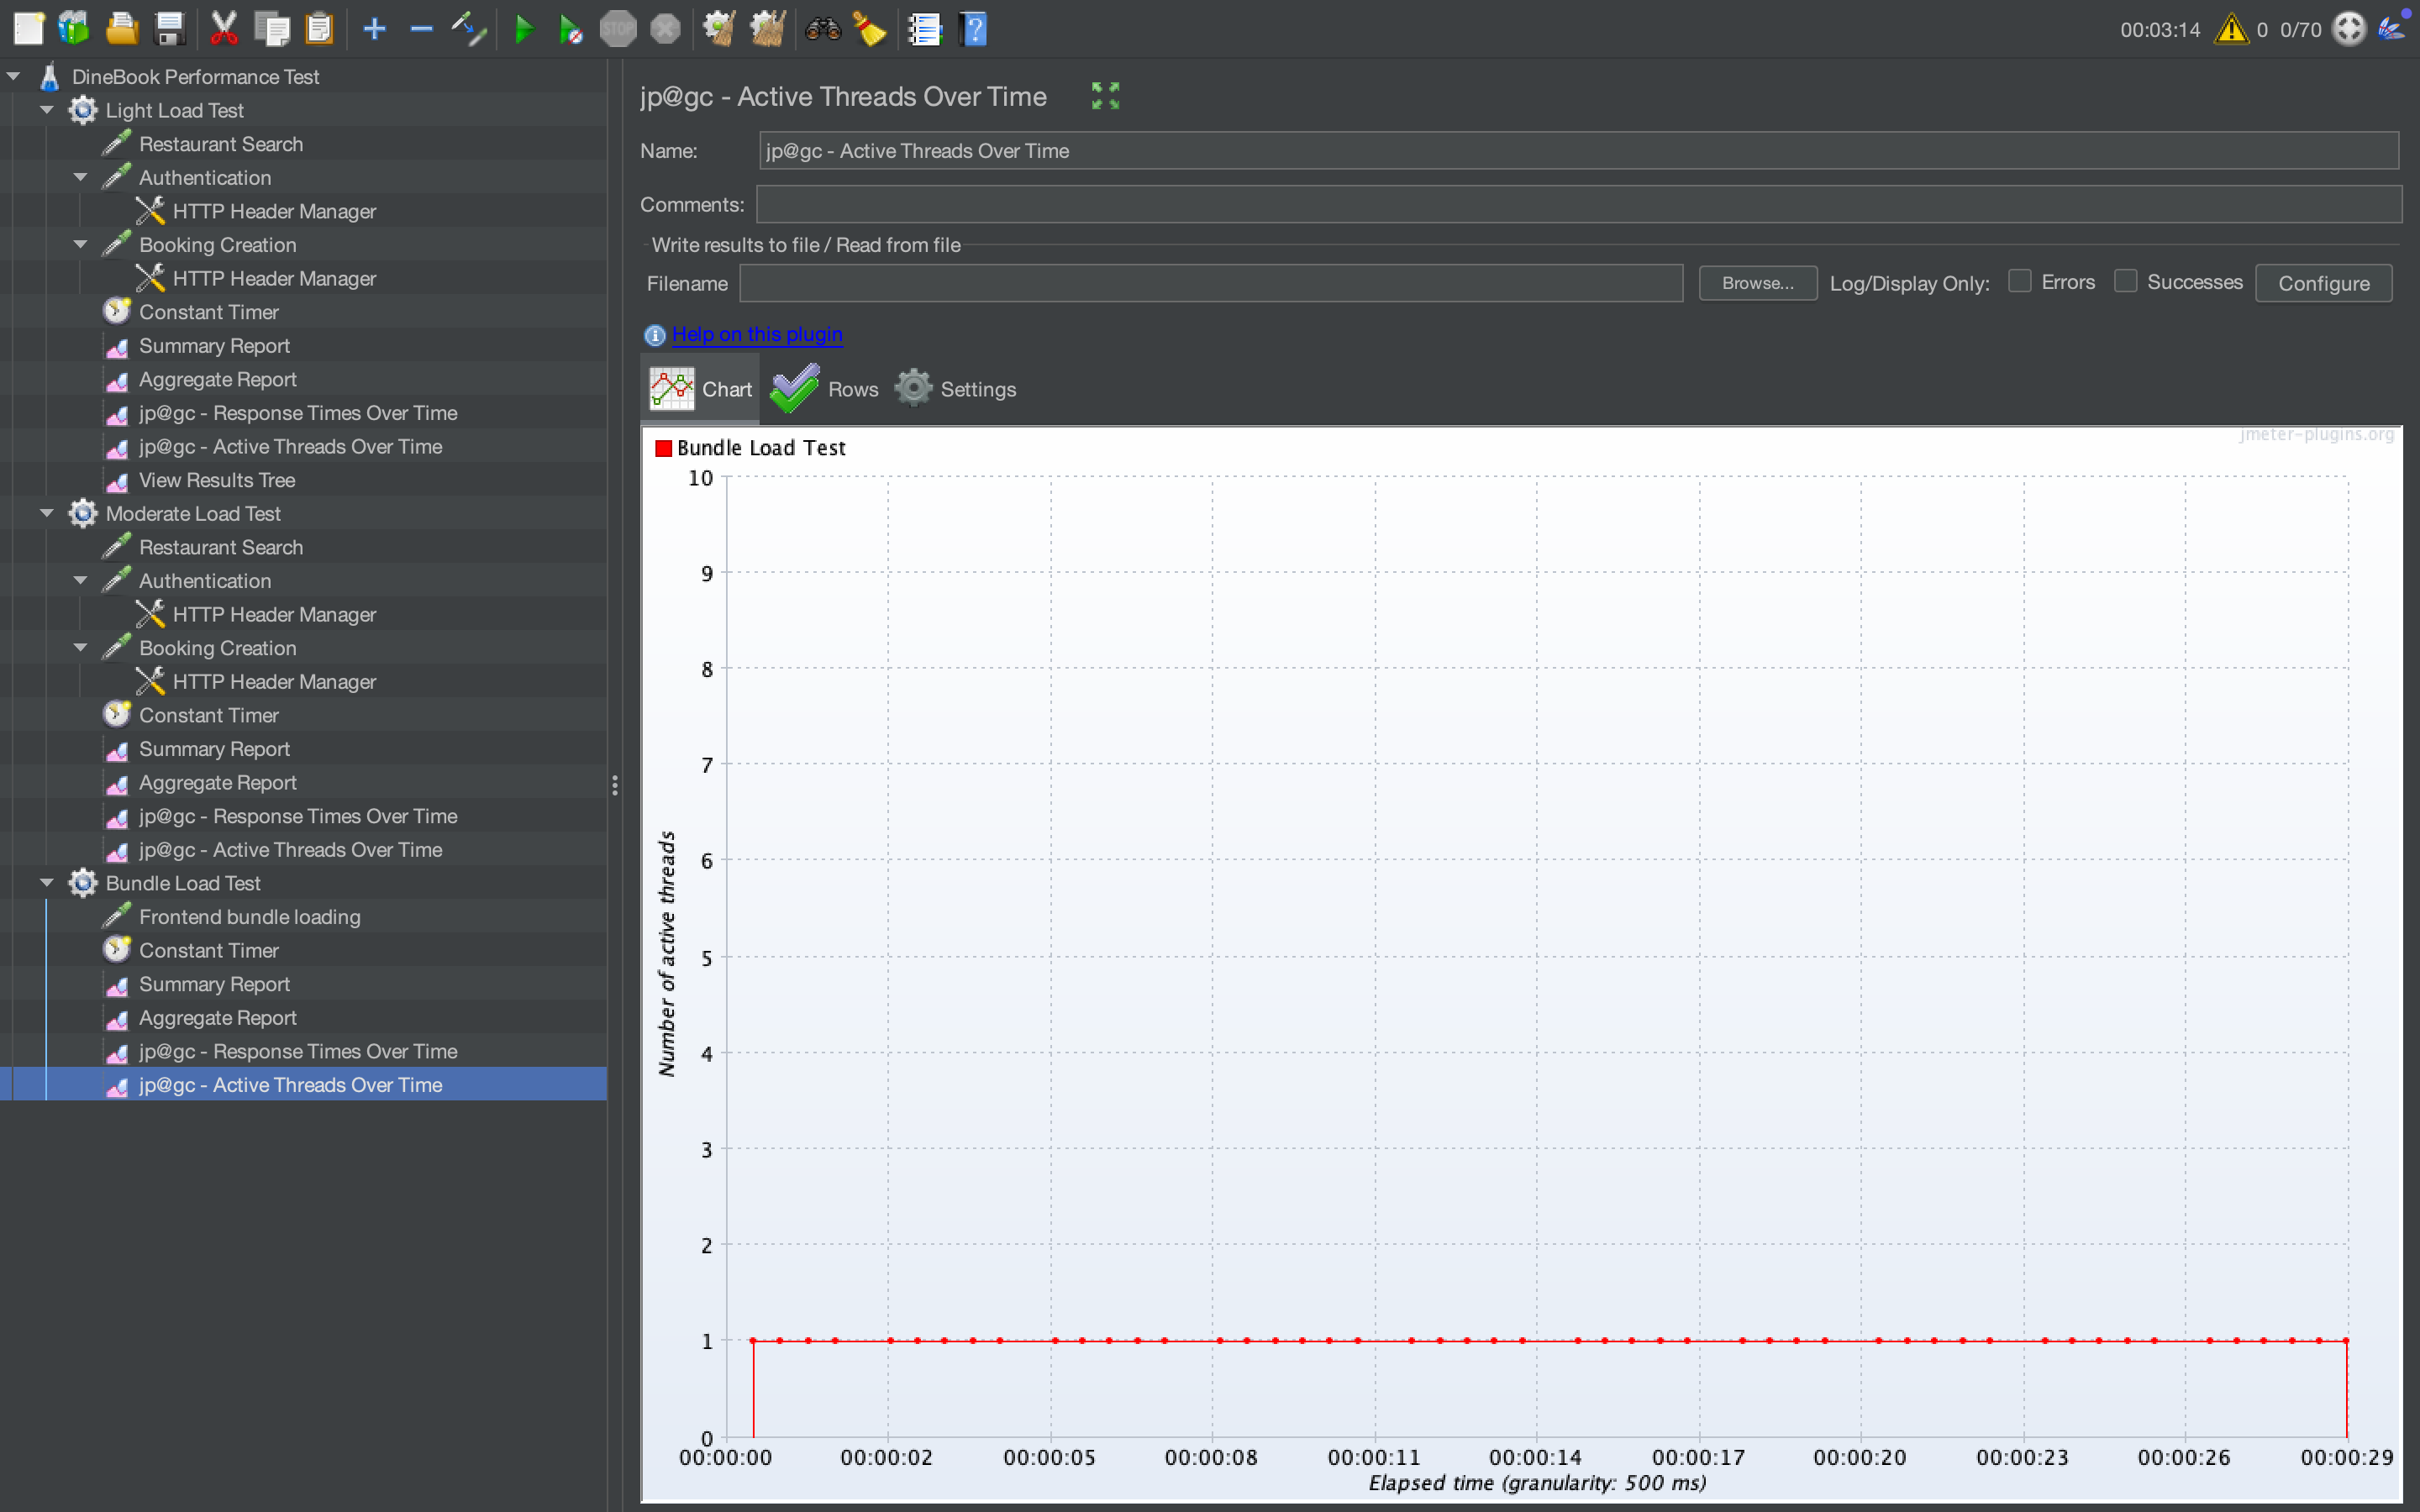 STOP
00:03:14 0 0/70
DineBook Performance Test
Light Load Test
Restaurant Search
Authentication
HTTP Header Manager
Booking Creation
HTTP Header Manager
Constant Timer
Summary Report
Aggregate Report
jp@gc - Response Times Over Time
jp@gc - Active Threads Over Time
View Results Tree
Moderate Load Test
Restaurant Search
Authentication
HTTP Header Manager
Booking Creation
HTTP Header Manager
Constant Timer
Summary Report
Aggregate Report
jp@gc - Response Times Over Time
jp@gc - Active Threads Over Time
Bundle Load Test
Frontend bundle loading
Constant Timer
Summary Report
Aggregate Report
jp@gc - Response Times Over Time
jp@gc - Active Threads Over Time
jp@gc - Active Threads Over Time
Name: jp@gc - Active Threads Over Time
Comments:
Write results to file / Read from file
Filename Browse... Log/Display Only: Errors Successes Configure
Help on this plugin
Chart Rows Settings
jmeter-plugins.org
Bundle Load Test
10
9
8
7
6
5
4
3
2
1
0
Number of active threads
00:00:00 00:00:02 00:00:05 00:00:08 00:00:11 00:00:14 00:00:17 00:00:20 00:00:23 00:00:26 00:00:29
Elapsed time (granularity: 500 ms)